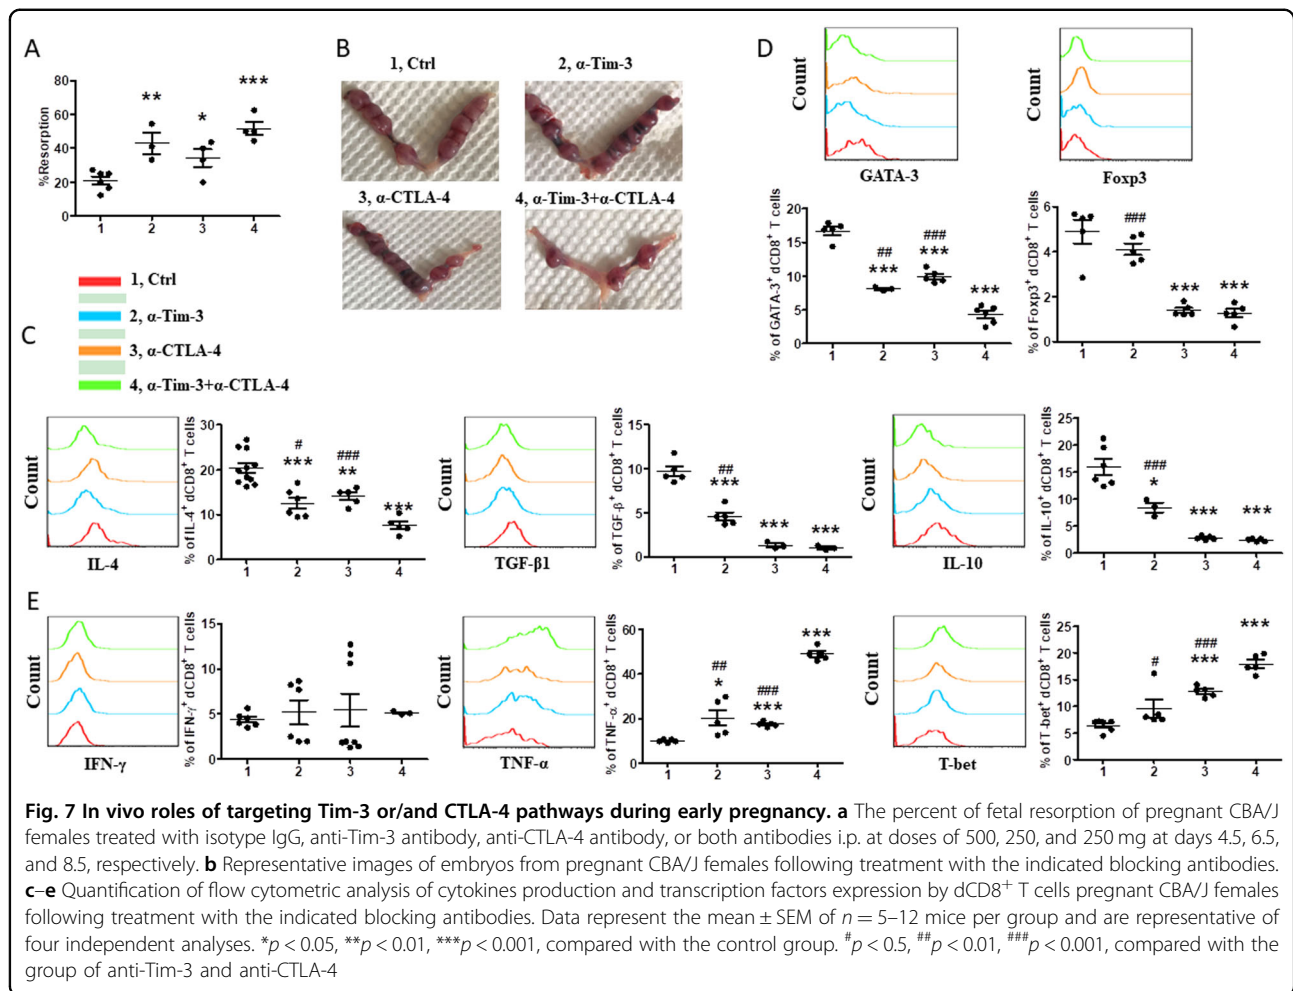 A
%Resorption
80
60
40
20
0
**
*
***
1
2
3
4
B
1, Ctrl
2, α-Tim-3
3, α-CTLA-4
4, α-Tim-3+α-CTLA-4
D
Count
GATA-3
Count
Foxp3
% of GATA-3⁺ dCD8⁺ T cells
20
15
10
5
0
##
***
###
***
***
1
2
3
4
% of Foxp3⁺ dCD8⁺ T cells
6
4
2
0
###
***
***
1
2
3
4
1, Ctrl
2, α-Tim-3
3, α-CTLA-4
4, α-Tim-3+α-CTLA-4
C
Count
IL-4
% of IL-4⁺ dCD8⁺ T cells
30
20
10
0
#
***
###
**
***
1
2
3
4
Count
TGF-β1
% of TGF-β⁺ dCD8⁺ T cells
15
10
5
0
##
***
***
***
1
2
3
4
Count
IL-10
% of IL-10⁺ dCD8⁺ T cells
25
20
15
10
5
0
###
*
***
***
1
2
3
4
E
Count
IFN-γ
% of IFN-γ⁺ dCD8⁺ T cells
15
10
5
0
1
2
3
4
Count
TNF-α
% of TNF-α⁺ dCD8⁺ T cells
60
40
20
0
##
*
###
***
***
1
2
3
4
Count
T-bet
% of T-bet⁺ dCD8⁺ T cells
25
20
15
10
5
0
#
###
***
***
1
2
3
4
Fig. 7 In vivo roles of targeting Tim-3 or/and CTLA-4 pathways during early pregnancy. a The percent of fetal resorption of pregnant CBA/J
females treated with isotype IgG, anti-Tim-3 antibody, anti-CTLA-4 antibody, or both antibodies i.p. at doses of 500, 250, and 250 mg at days 4.5, 6.5,
and 8.5, respectively. b Representative images of embryos from pregnant CBA/J females following treatment with the indicated blocking antibodies.
c–e Quantification of flow cytometric analysis of cytokines production and transcription factors expression by dCD8⁺ T cells pregnant CBA/J females
following treatment with the indicated blocking antibodies. Data represent the mean ± SEM of n = 5–12 mice per group and are representative of
four independent analyses. *p < 0.05, **p < 0.01, ***p < 0.001, compared with the control group. #p < 0.5, ##p < 0.01, ###p < 0.001, compared with the
group of anti-Tim-3 and anti-CTLA-4